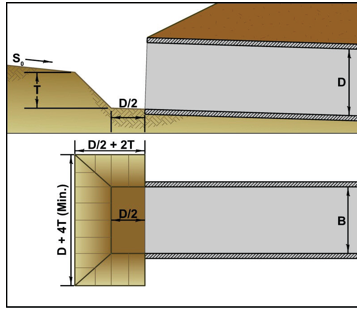 S₀
T
D/2
D
D/2 + 2T
D/2
D + 4T (Min.)
B